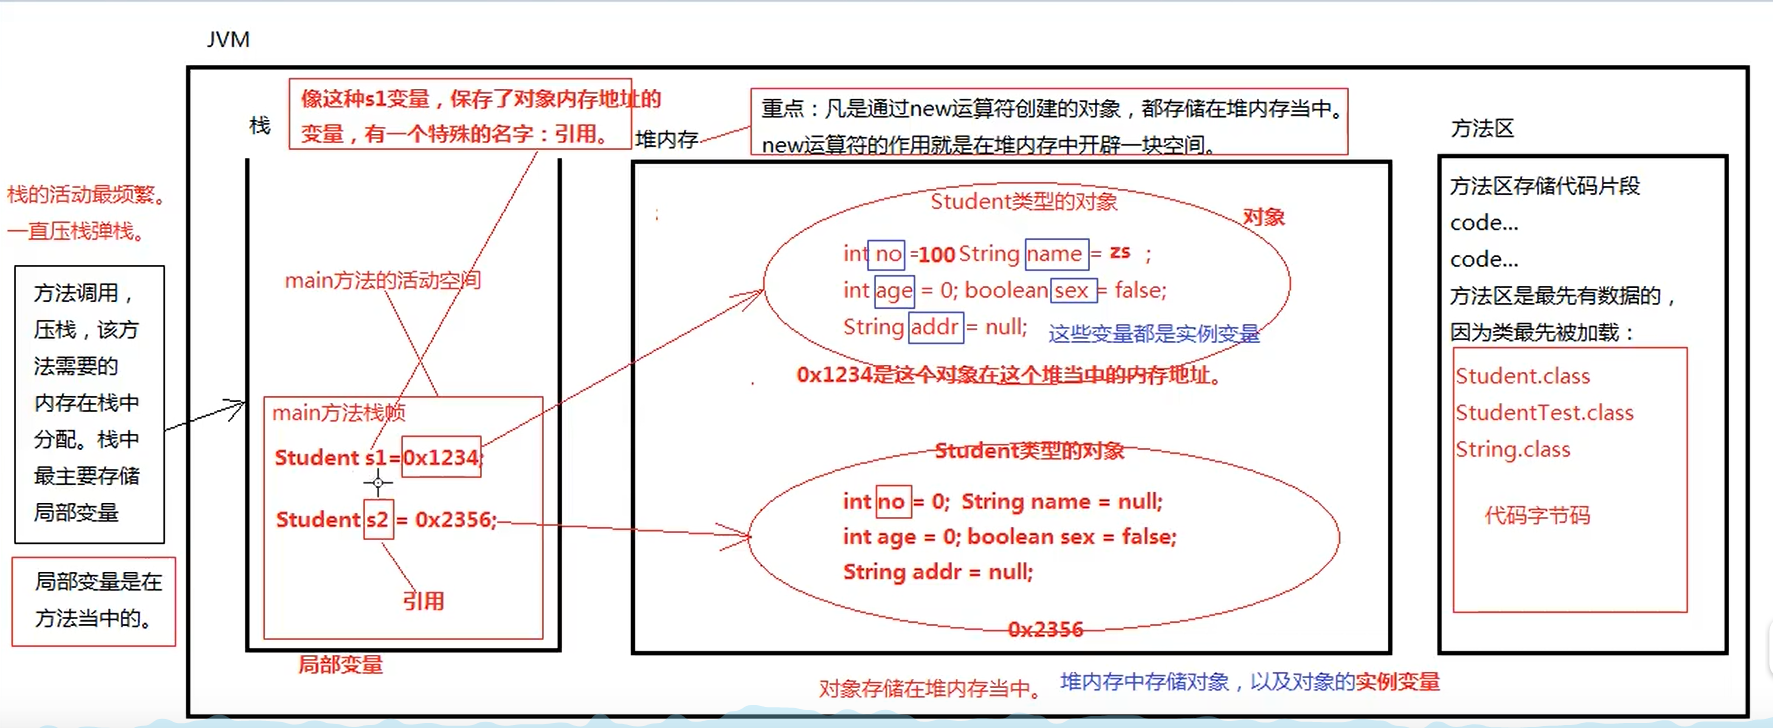 JVM
像这种s1变量，保存了对象内存地址的
变量，有一个特殊的名字：引用。
栈
栈的活动最频繁。
一直压栈弹栈。
方法调用，
压栈，该方
法需要的
内存在栈中
分配。栈中
最主要存储
局部变量
局部变量是在
方法当中的。
main方法的活动空间
main方法栈帧
Student s1=0x1234;
Student s2 = 0x2356;
引用
局部变量
堆内存
重点：凡是通过new运算符创建的对象，都存储在堆内存当中。
new运算符的作用就是在堆内存中开辟一块空间。
;
Student类型的对象
对象
int no =100 String name = zs ;
int age = 0; boolean sex = false;
String addr = null; 这些变量都是实例变量
0x1234是这个对象在这个堆当中的内存地址。
Student类型的对象
int no = 0; String name = null;
int age = 0; boolean sex = false;
String addr = null;
0x2356
对象存储在堆内存当中。 堆内存中存储对象，以及对象的实例变量
方法区
方法区存储代码片段
code...
code...
方法区是最先有数据的，
因为类最先被加载：
Student.class
StudentTest.class
String.class
代码字节码